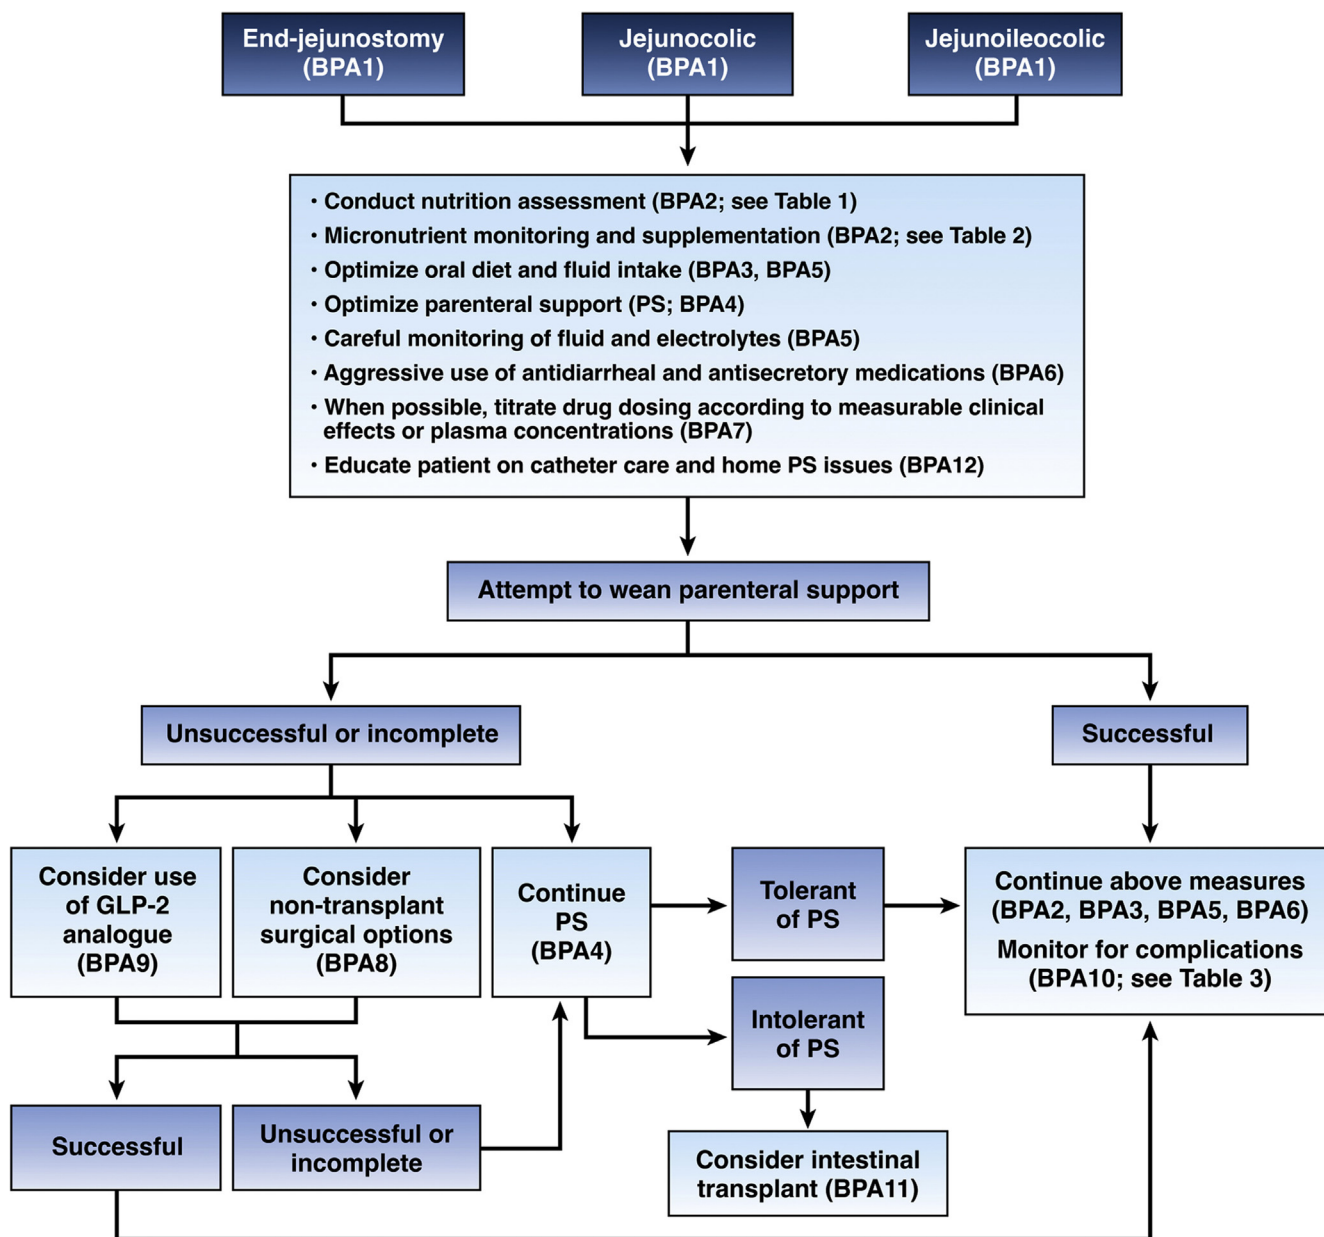 End-jejunostomy
(BPA1)
Jejunocolic
(BPA1)
Jejunoileocolic
(BPA1)
· Conduct nutrition assessment (BPA2; see Table 1)
· Micronutrient monitoring and supplementation (BPA2; see Table 2)
· Optimize oral diet and fluid intake (BPA3, BPA5)
· Optimize parenteral support (PS; BPA4)
· Careful monitoring of fluid and electrolytes (BPA5)
· Aggressive use of antidiarrheal and antisecretory medications (BPA6)
· When possible, titrate drug dosing according to measurable clinical
effects or plasma concentrations (BPA7)
· Educate patient on catheter care and home PS issues (BPA12)
Attempt to wean parenteral support
Unsuccessful or incomplete
Successful
Consider use
of GLP-2
analogue
(BPA9)
Consider
non-transplant
surgical options
(BPA8)
Continue
PS
(BPA4)
Tolerant
of PS
Continue above measures
(BPA2, BPA3, BPA5, BPA6)
Monitor for complications
(BPA10; see Table 3)
Intolerant
of PS
Successful
Unsuccessful or
incomplete
Consider intestinal
transplant (BPA11)